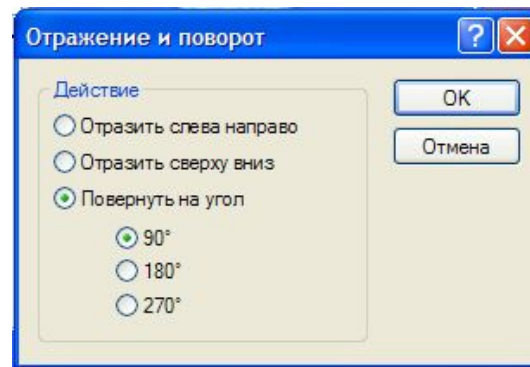 Отражение и поворот
Действие
Отразить слева направо
Отразить сверху вниз
Повернуть на угол
90°
180°
270°
OK
Отмена